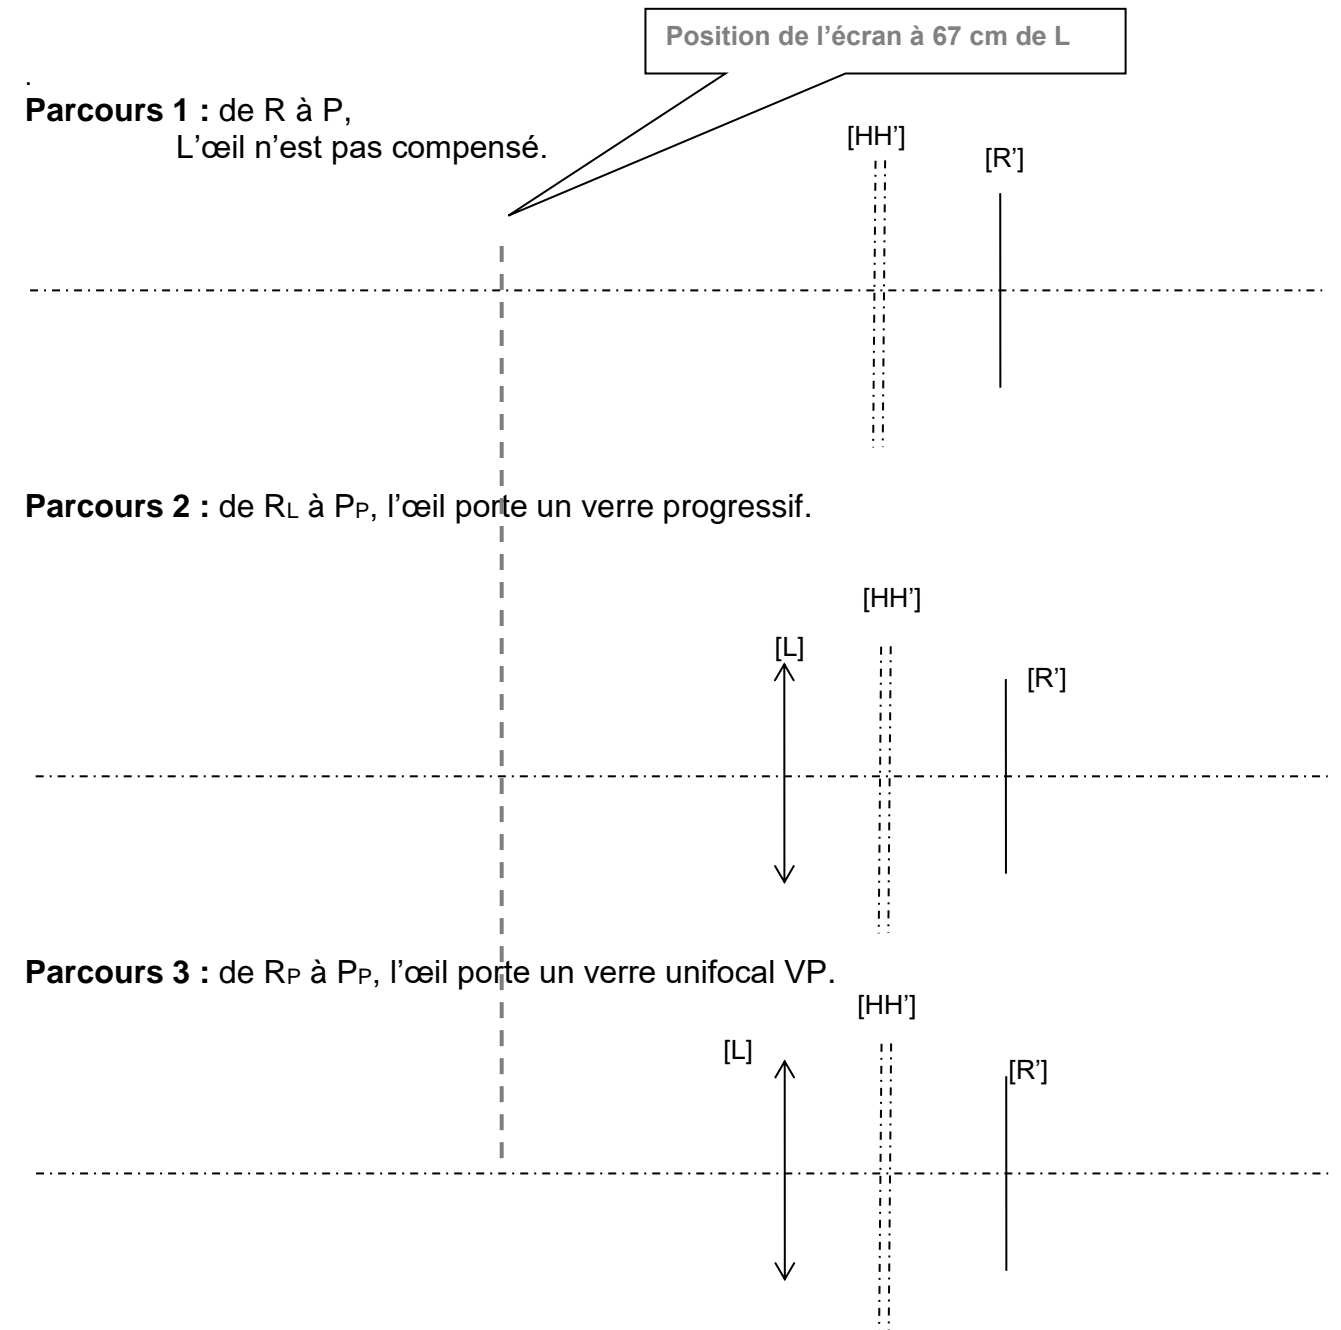 Position de l’écran à 67 cm de L
.
Parcours 1 : de R à P,
L’œil n’est pas compensé.
[HH’]
[R’]
Parcours 2 : de RL à PP, l’œil porte un verre progressif.
[HH’]
[L]
[R’]
Parcours 3 : de RP à PP, l’œil porte un verre unifocal VP.
[HH’]
[L]
[R’]